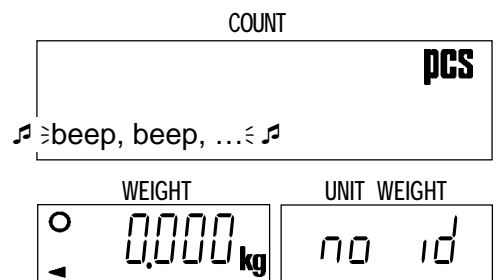 COUNT
pcs
beep, beep, ...
WEIGHT UNIT WEIGHT
0.000 kg no id